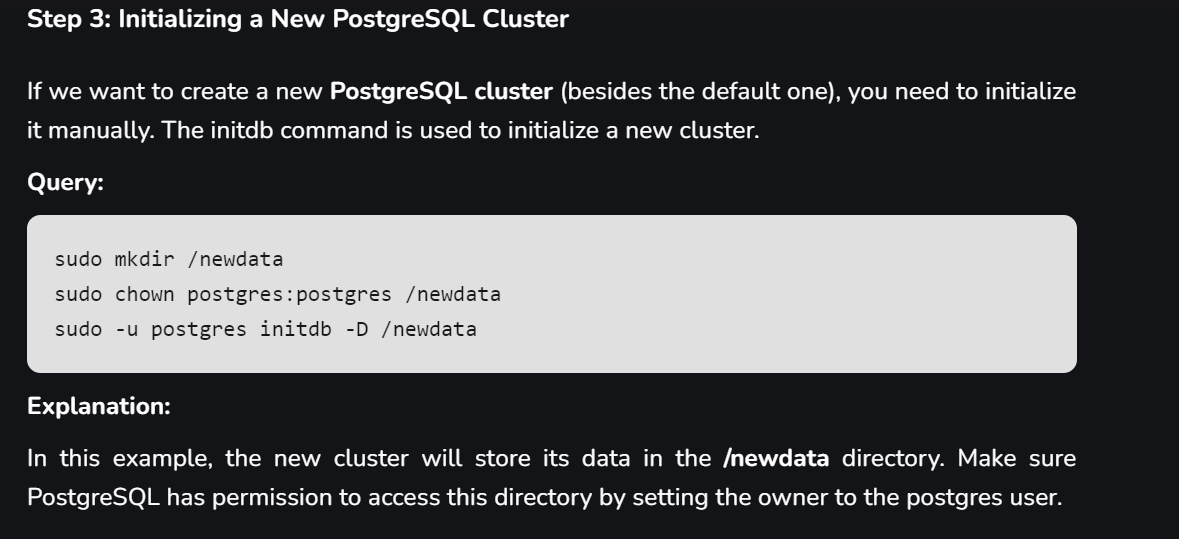 Step 3: Initializing a New PostgreSQL Cluster
If we want to create a new PostgreSQL cluster (besides the default one), you need to initialize
it manually. The initdb command is used to initialize a new cluster.
Query:
sudo mkdir /newdata
sudo chown postgres:postgres /newdata
sudo -u postgres initdb -D /newdata
Explanation:
In this example, the new cluster will store its data in the /newdata directory. Make sure
PostgreSQL has permission to access this directory by setting the owner to the postgres user.